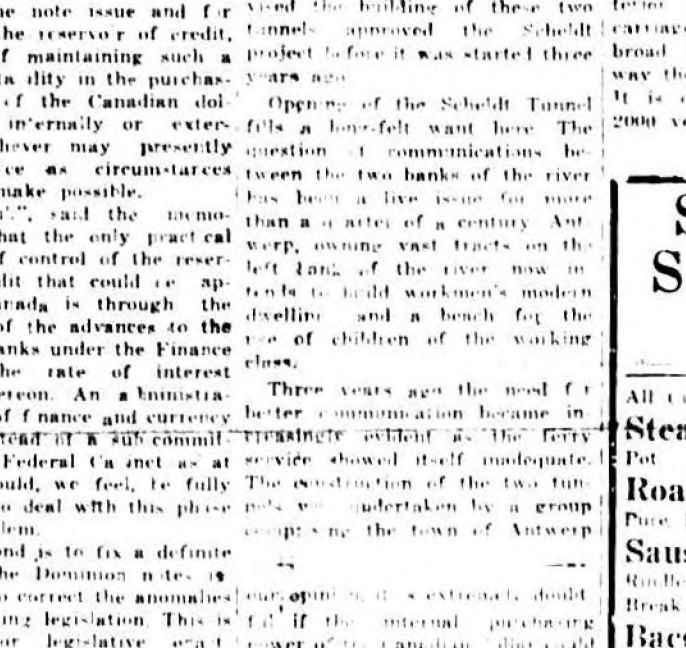 he note issue and for
the reservoir of credit,
f maintaining such a
in the purchas-
of the Canadian dol-
internally or exter-
hever may presently
ce as circumstances
make possible.
said the memo-
hat the only practical
f control of the reser-
dit that could be ap-
anada is through the
of the advances to the
anks under the Finance
he rate of interest
ereon. An administra-
of finance and currency
tead of a sub commit-
Federal Cabinet as at
ould, we feel, be fully
to deal with this phase
lem.
ond is to fix a definite
he Dominion notes is-
o correct the anomalies
ing legislation. This is
or legislative enact
vised the building of these two
tunnels approved the Scheldt
project before it was started three
years ago.
Opening of the Scheldt Tunnel
fills a long-felt want here The
question of communications be-
tween the two banks of the river
has been a live issue for more
than a quarter of a century Ant-
werp, owning vast tracts on the
left bank of the river now in-
tends to build workmen's modern
dwelling and a beach for the
use of children of the working
class.
Three years ago the need for
better communication became in-
creasingly evident as the ferry
service showed itself inadequate.
The construction of the two tun-
nels was undertaken by a group
comprising the town of Antwerp
our opinion, it is extremely doubt
ful if the internal purchasing
power of the Canadian dollar could
carriage
broad
way the
It is
2000
S
S
All
Stea
Pot
Roa
Pure,
Saus
Break
Baco